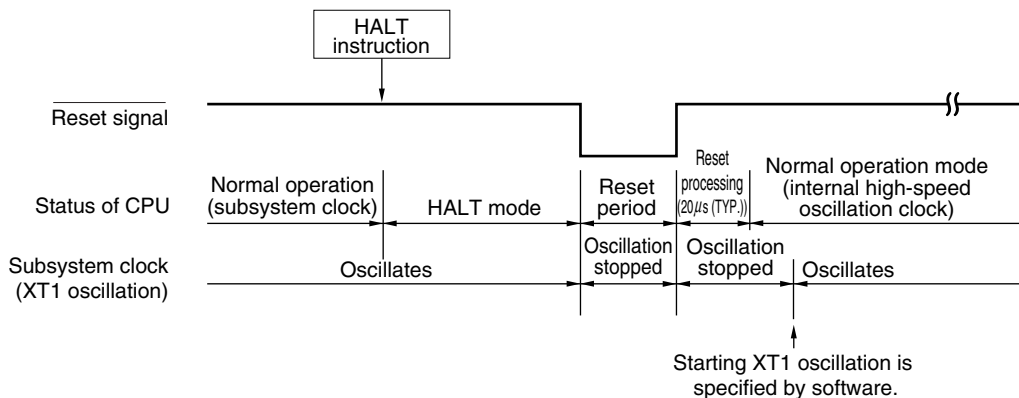 HALT
instruction
Reset signal
Status of CPU
Normal operation
(subsystem clock)
HALT mode
Reset
period
Reset
processing
(20μs (TYP.))
Normal operation mode
(internal high-speed
oscillation clock)
Subsystem clock
(XT1 oscillation)
Oscillates
Oscillation
stopped
Oscillation
stopped
Oscillates
Starting XT1 oscillation is
specified by software.